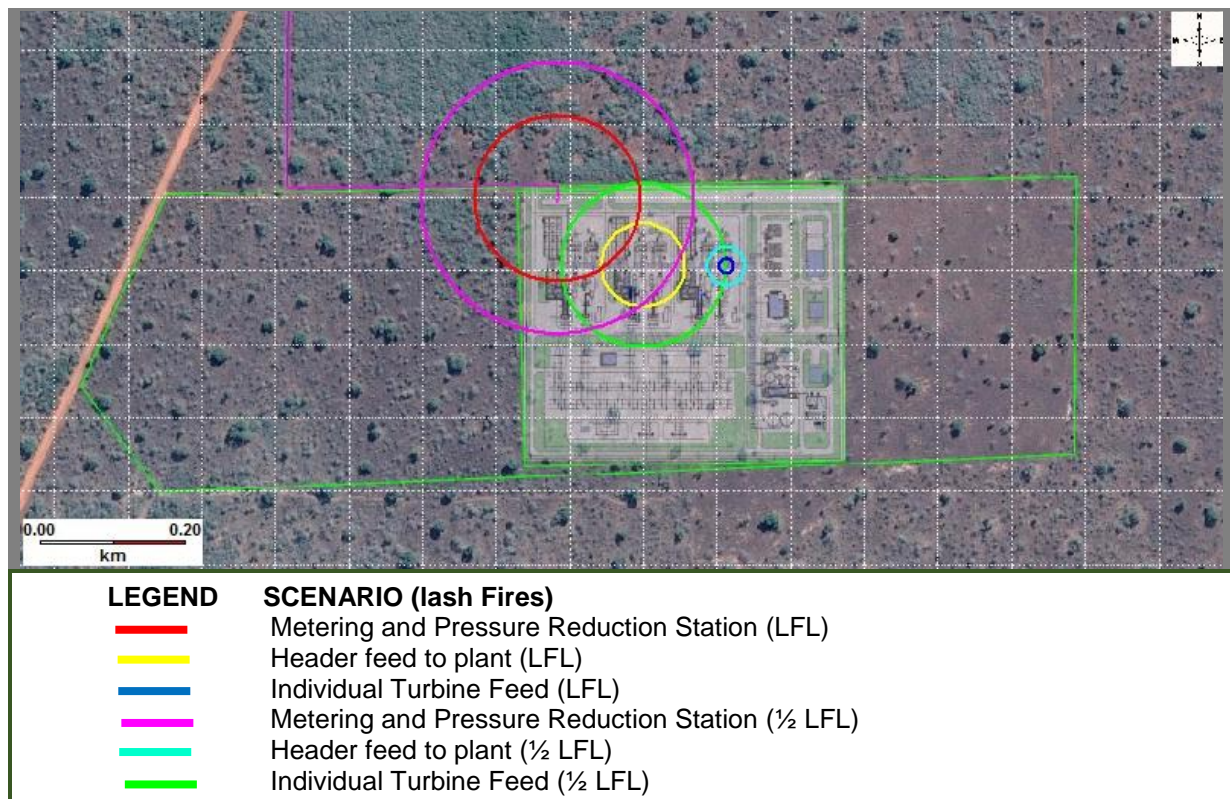 N
0.00 0.20
km
LEGEND SCENARIO (lash Fires)
Metering and Pressure Reduction Station (LFL)
Header feed to plant (LFL)
Individual Turbine Feed (LFL)
Metering and Pressure Reduction Station (½ LFL)
Header feed to plant (½ LFL)
Individual Turbine Feed (½ LFL)